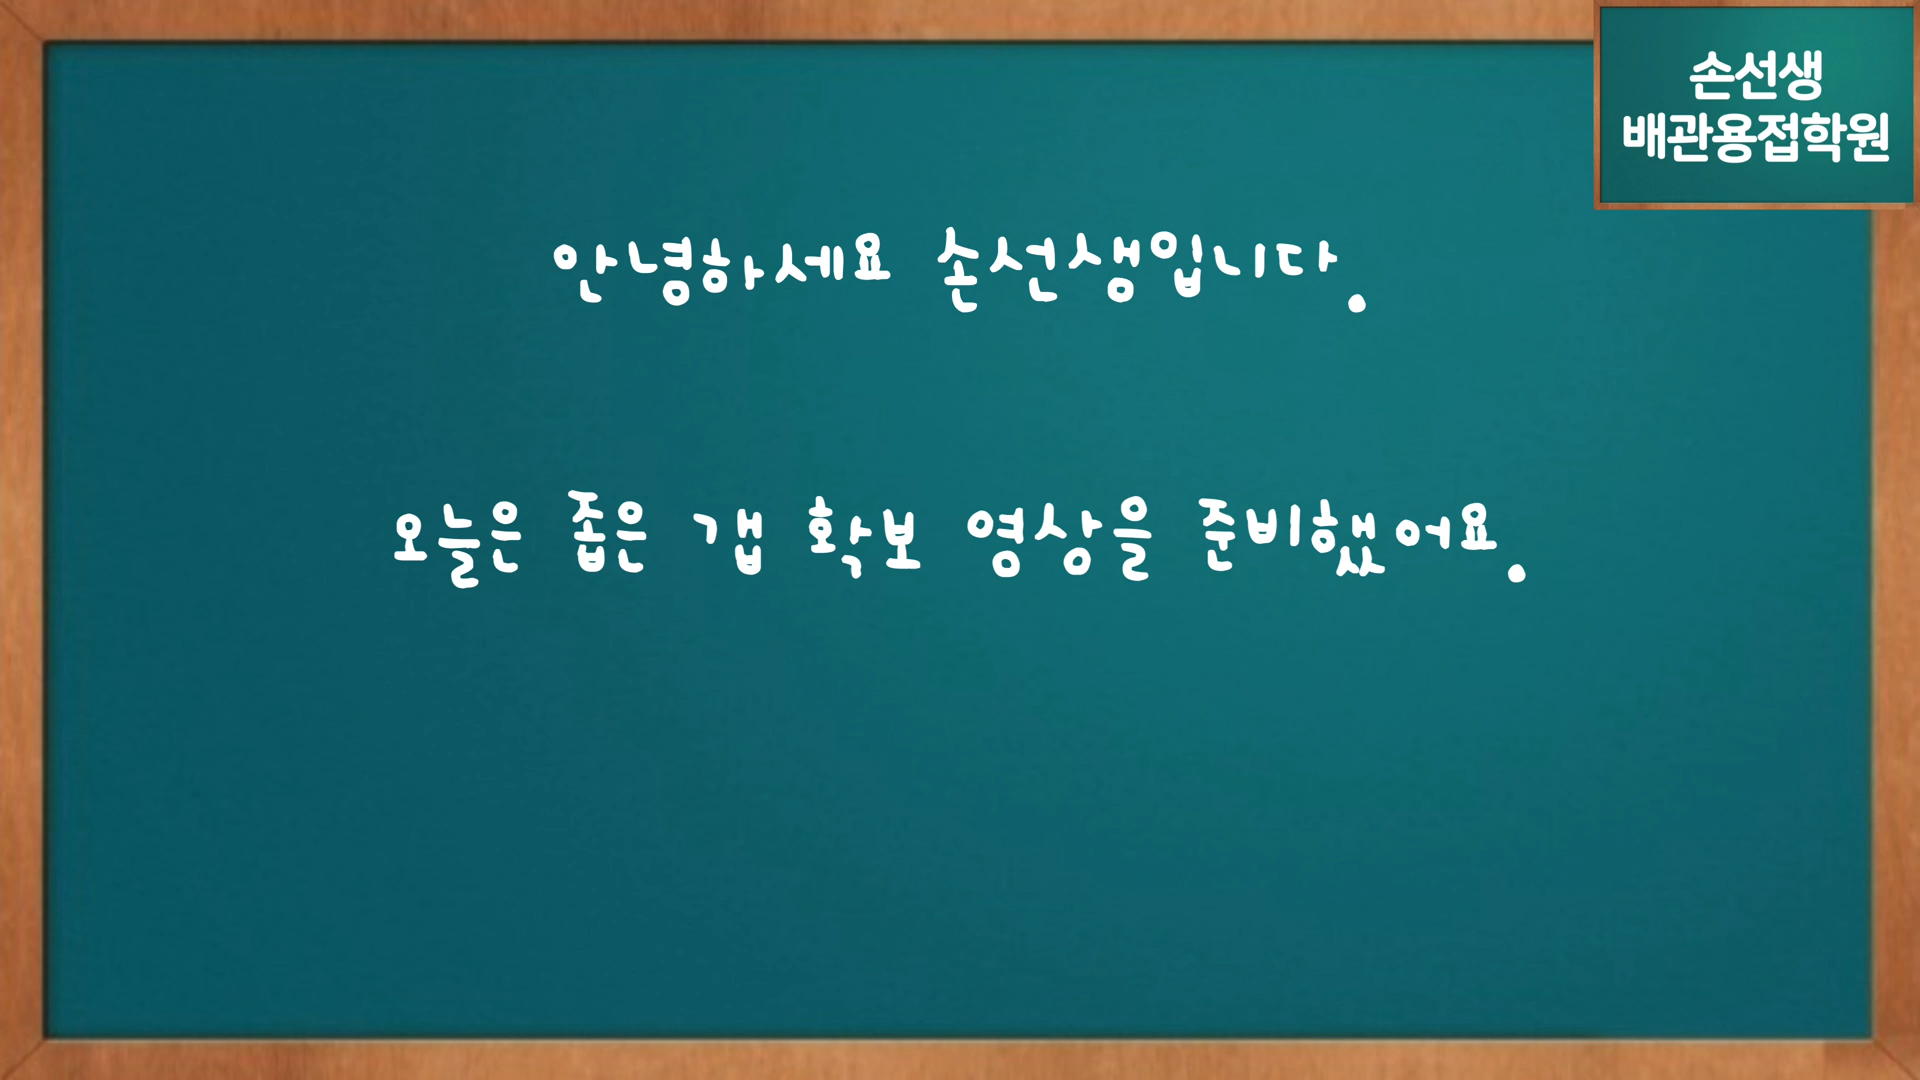 손선생
배관용접학원
안녕하세요 손선생입니다.
오늘은 좁은 갭 확보 영상을 준비했어요.